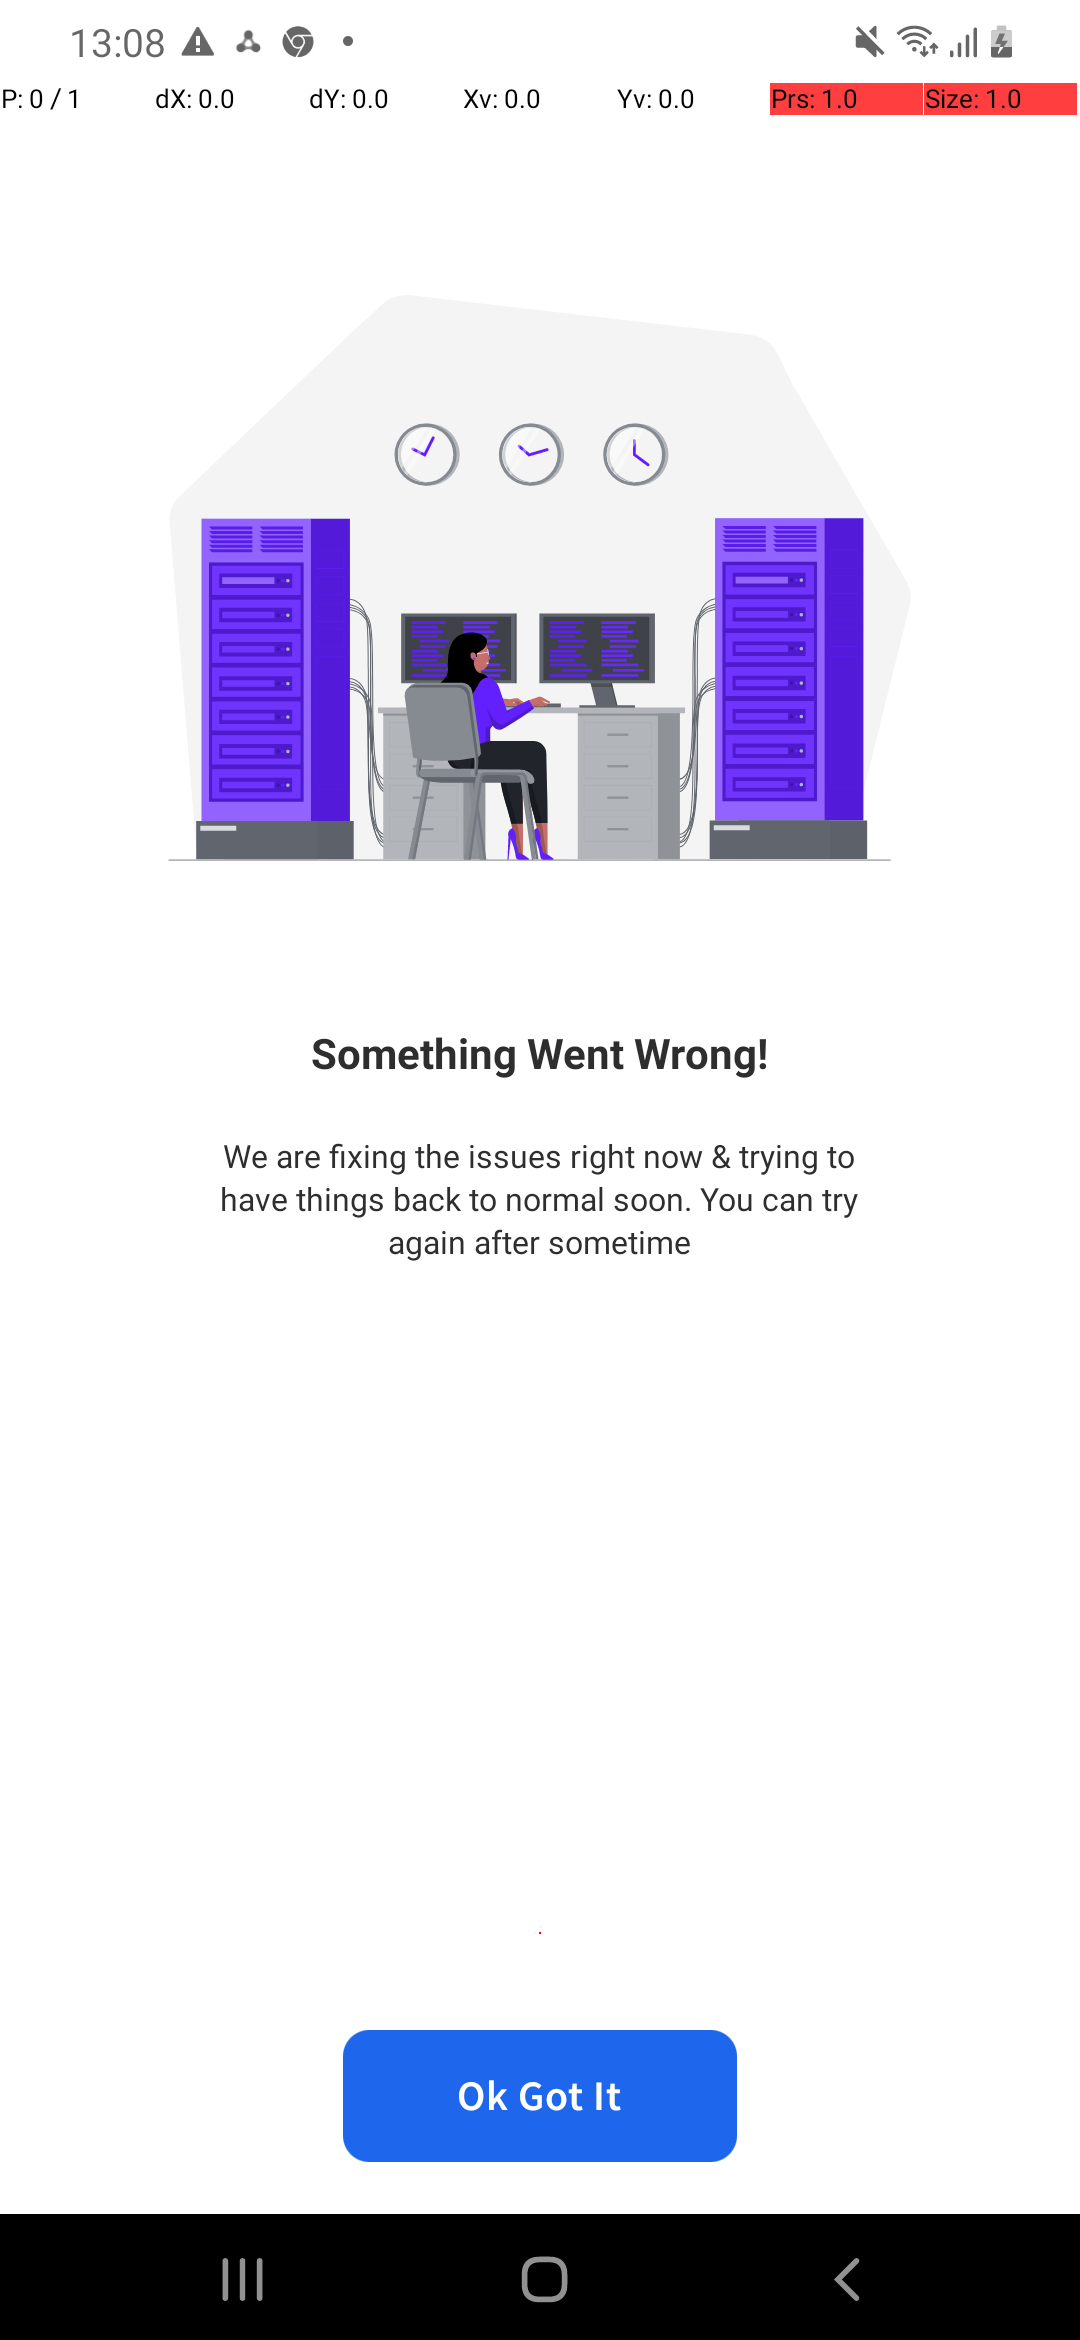 13:08
P: 0 / 1 dX: 0.0 dY: 0.0 Xv: 0.0 Yv: 0.0 Prs: 1.0 Size: 1.0
Something Went Wrong!
We are fixing the issues right now & trying to
have things back to normal soon. You can try
again after sometime
Ok Got It